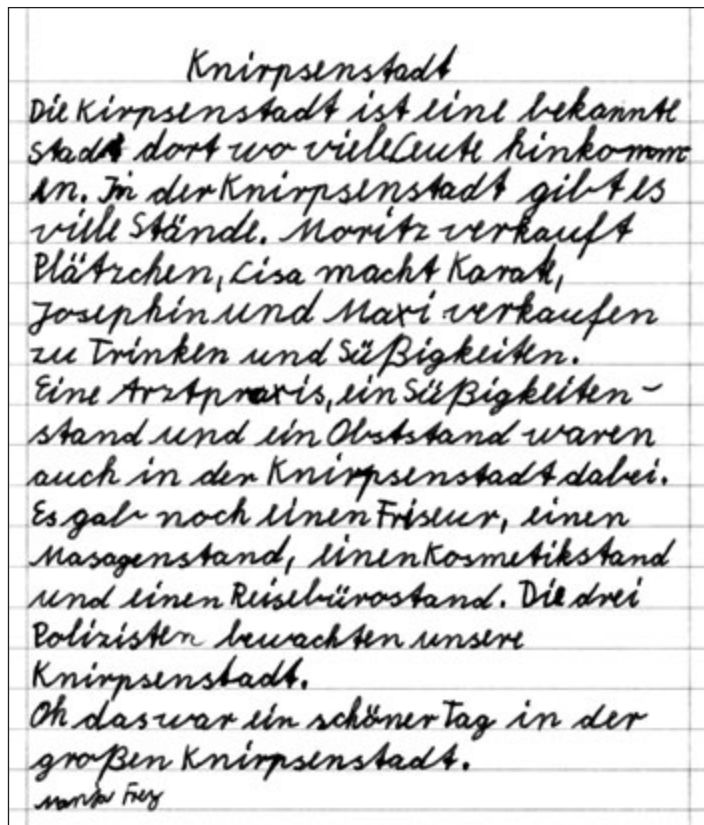 Knirpsenstadt
Die Kirpsenstadt ist eine bekannte
Stadt dort wo viele Leute hinkomm
en. In der Knirpsenstadt gibt es
viele Stände. Moritz verkauft
Plätzchen, Lisa macht Karate,
Josephin und Maxi verkaufen
zu Trinken und Süßigkeiten.
Eine Arztpraxis, ein Süßigkeiten-
stand und ein Obststand waren
auch in der Knirpsenstadt dabei.
Es gab noch einen Friseur, einen
Masagenstand, einen Kosmetikstand
und einen Reisebürostand. Die drei
Polizisten bewachten unsere
Knirpsenstadt.
Oh das war ein schöner Tag in der
großen Knirpsenstadt.
Frey